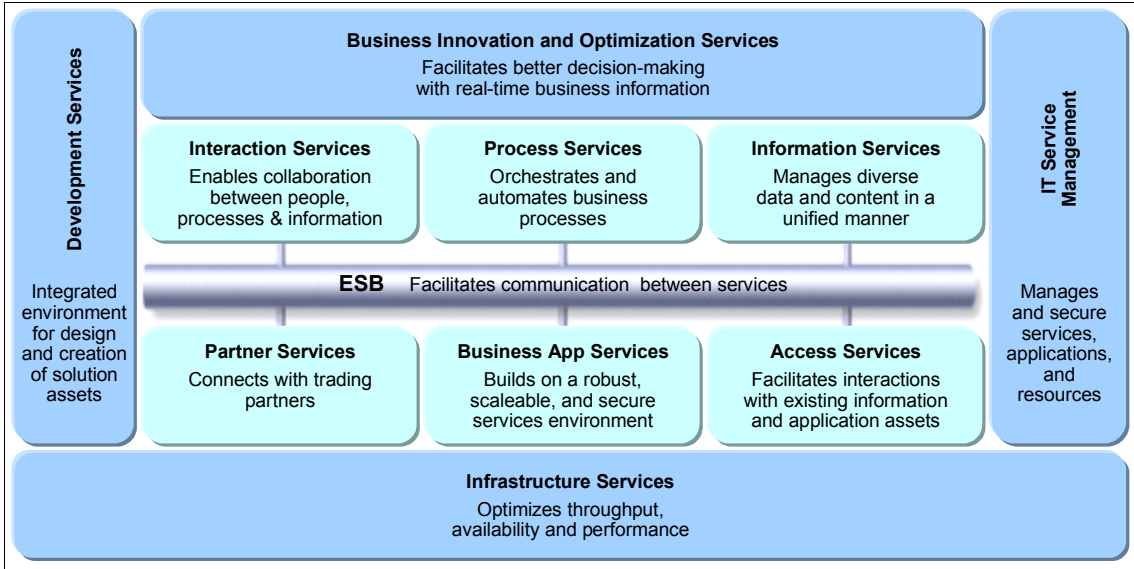 Development Services
Integrated
environment
for design
and creation
of solution
assets
Business Innovation and Optimization Services
Facilitates better decision-making
with real-time business information
Interaction Services
Enables collaboration
between people,
processes & information
Process Services
Orchestrates and
automates business
processes
Information Services
Manages diverse
data and content in a
unified manner
ESB Facilitates communication between services
Partner Services
Connects with trading
partners
Business App Services
Builds on a robust,
scaleable, and secure
services environment
Access Services
Facilitates interactions
with existing information
and application assets
IT Service
Management
Manages
and secure
services,
applications,
and
resources
Infrastructure Services
Optimizes throughput,
availability and performance